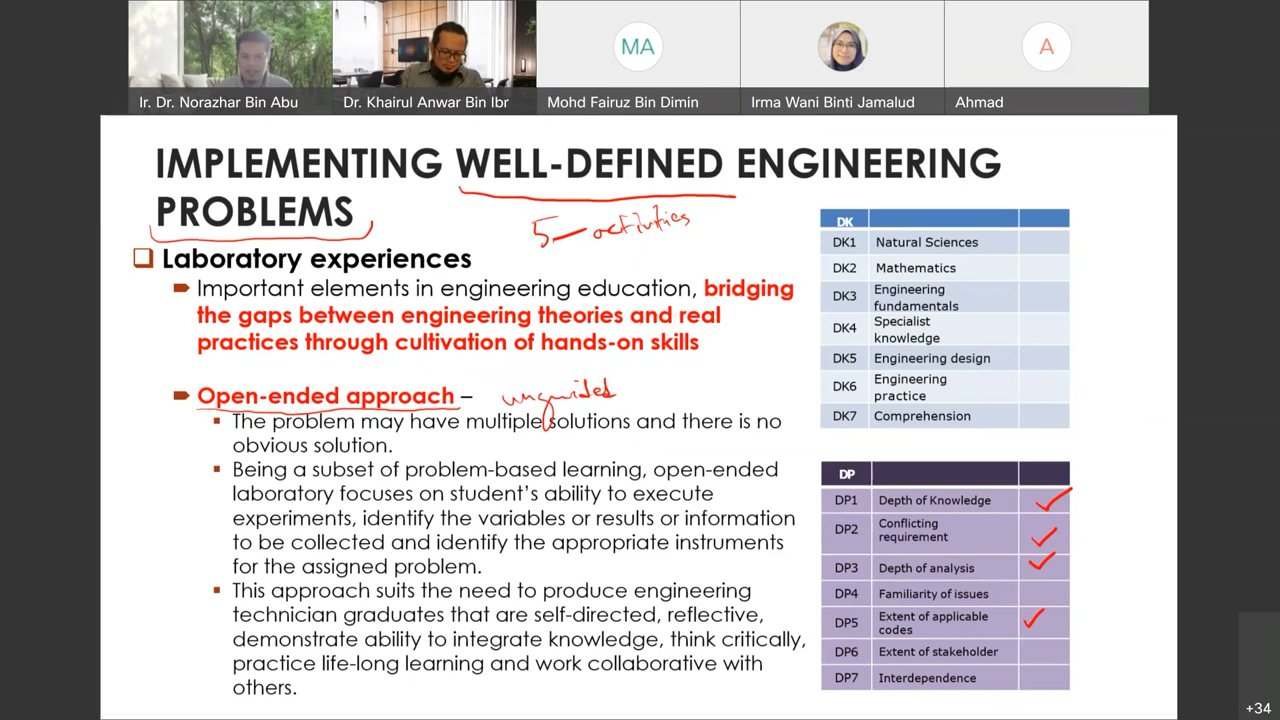 MA
A
Ir. Dr. Norazhar Bin Abu
Dr. Khairul Anwar Bin Ibr
Mohd Fairuz Bin Dimin
Irma Wani Binti Jamalud
Ahmad
IMPLEMENTING WELL-DEFINED ENGINEERING
PROBLEMS
5 activities
Laboratory experiences
Important elements in engineering education, bridging
the gaps between engineering theories and real
practices through cultivation of hands-on skills
Open-ended approach – unguided
The problem may have multiple solutions and there is no
obvious solution.
Being a subset of problem-based learning, open-ended
laboratory focuses on student's ability to execute
experiments, identify the variables or results or information
to be collected and identify the appropriate instruments
for the assigned problem.
This approach suits the need to produce engineering
technician graduates that are self-directed, reflective,
demonstrate ability to integrate knowledge, think critically,
practice life-long learning and work collaborative with
others.
DK
DK1 Natural Sciences
DK2 Mathematics
DK3 Engineering
fundamentals
DK4 Specialist
knowledge
DK5 Engineering design
DK6 Engineering
practice
DK7 Comprehension
DP
DP1 Depth of Knowledge
DP2 Conflicting
requirement
DP3 Depth of analysis
DP4 Familiarity of issues
DP5 Extent of applicable
codes
DP6 Extent of stakeholder
DP7 Interdependence
+34